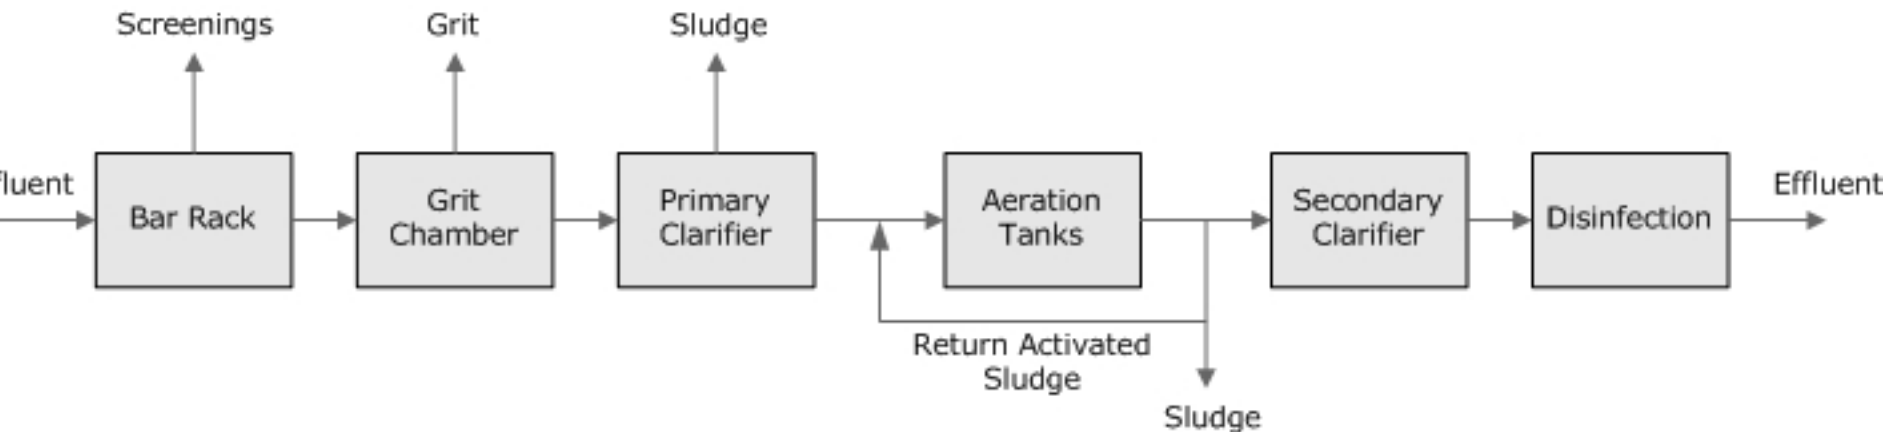 Screenings
Grit
Sludge
fluent
Bar Rack
Grit
Chamber
Primary
Clarifier
Aeration
Tanks
Secondary
Clarifier
Disinfection
Effluent
Return Activated
Sludge
Sludge